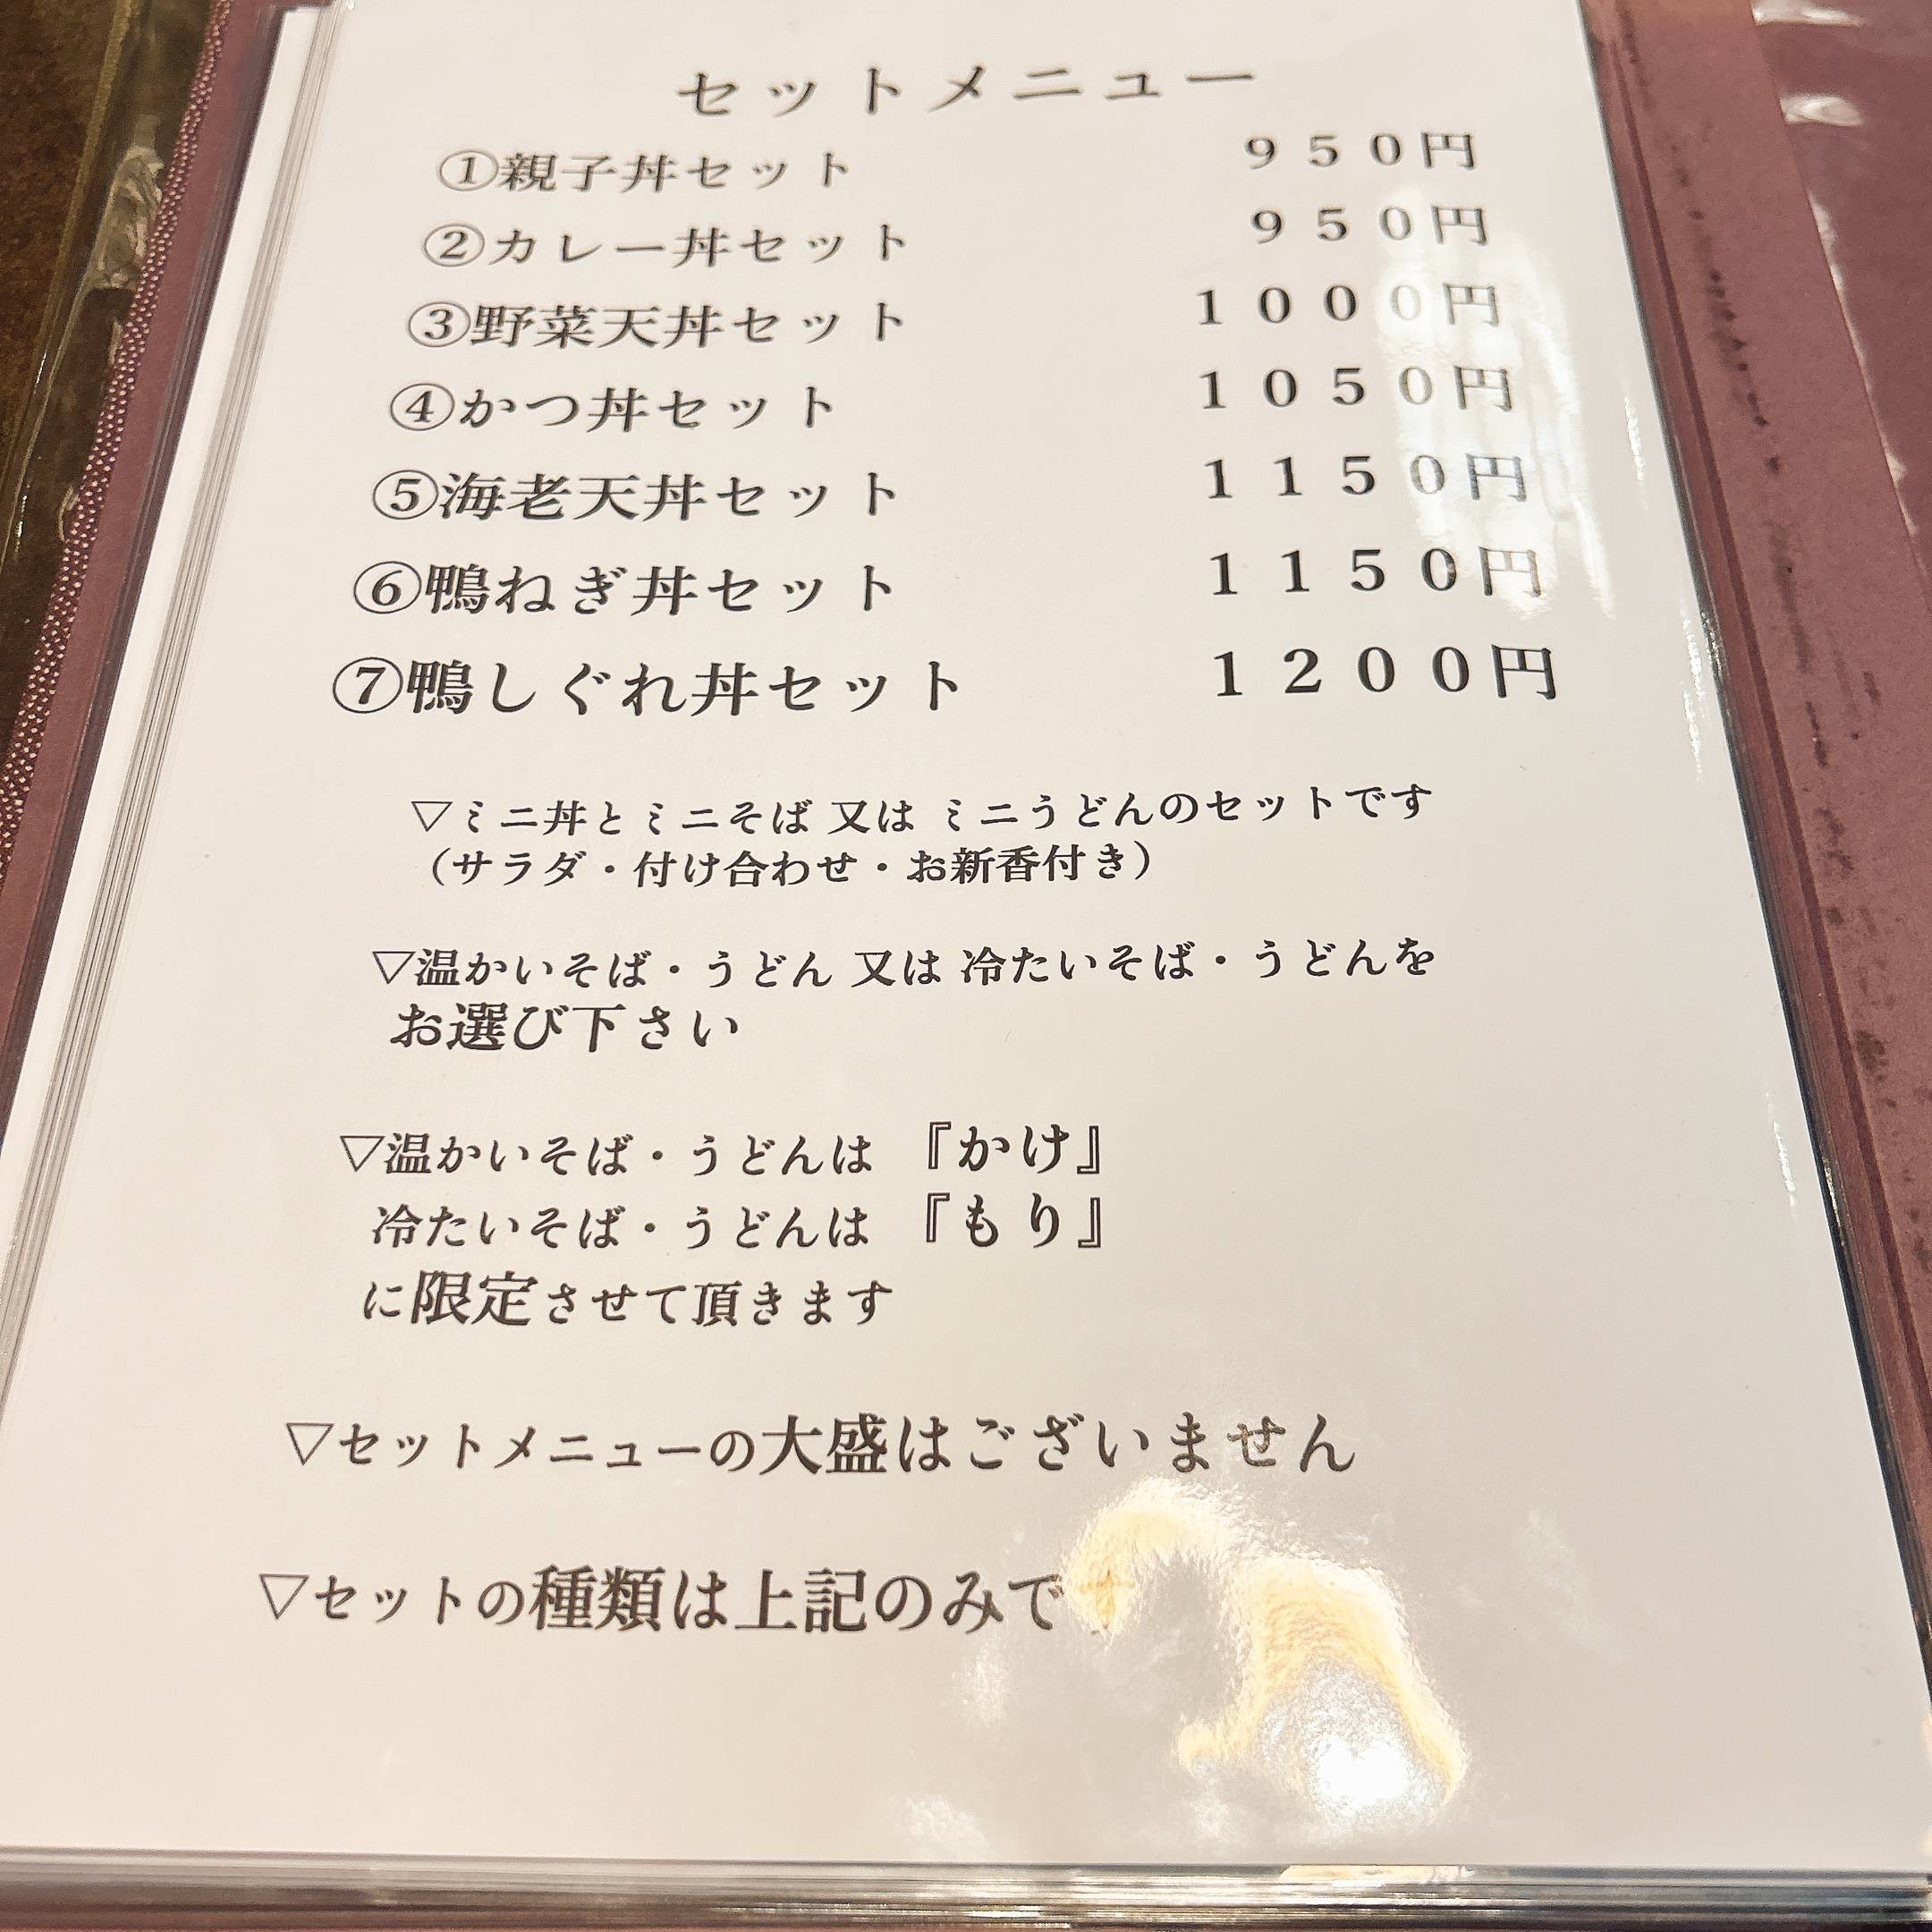 セットメニュー
①親子丼セット 950円
②カレー丼セット 950円
③野菜天丼セット 1000円
④かつ丼セット 1050円
⑤海老天丼セット 1150円
⑥鴨ねぎ丼セット 1150円
⑦鴨しぐれ丼セット 1200円
▽ミニ丼とミニそば 又は ミニうどんのセットです
（サラダ・付け合わせ・お新香付き）
▽温かいそば・うどん 又は 冷たいそば・うどんを
お選び下さい
▽温かいそば・うどんは 『かけ』
冷たいそば・うどんは 『もり』
に限定させて頂きます
▽セットメニューの大盛はございません
▽セットの種類は上記のみで